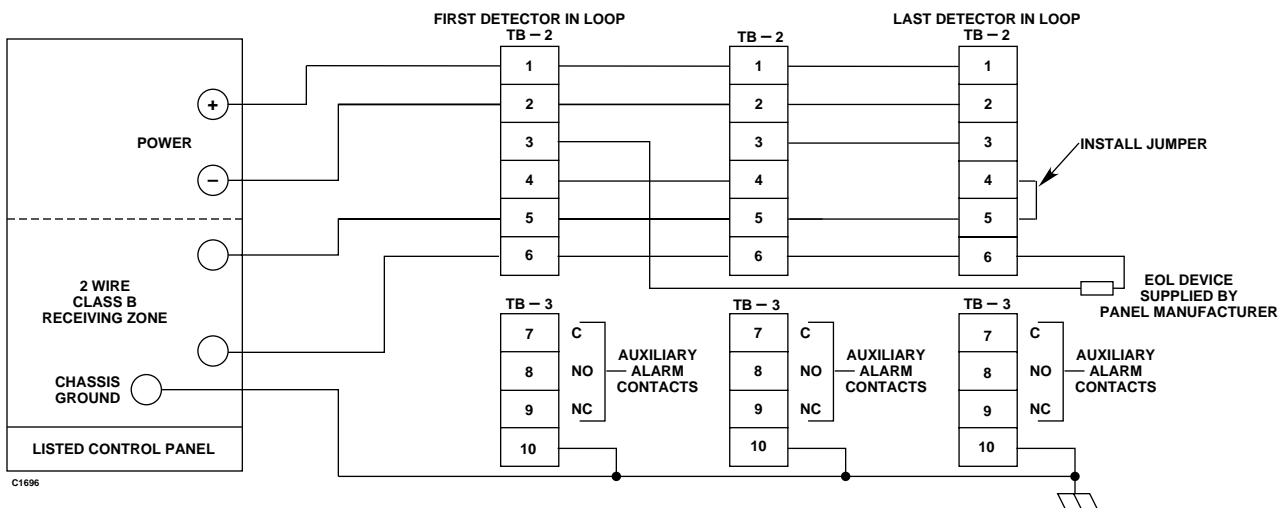 FIRST DETECTOR IN LOOP
TB – 2
TB – 2
LAST DETECTOR IN LOOP
TB – 2
+
POWER
–
2 WIRE
CLASS B
RECEIVING ZONE
CHASSIS
GROUND
LISTED CONTROL PANEL
C1696
1
2
3
4
5
6
1
2
3
4
5
6
1
2
3
4
5
6
INSTALL JUMPER
EOL DEVICE
SUPPLIED BY
PANEL MANUFACTURER
TB – 3
7 C
8 NO
9 NC
10
AUXILIARY
ALARM
CONTACTS
TB – 3
7 C
8 NO
9 NC
10
AUXILIARY
ALARM
CONTACTS
TB – 3
7 C
8 NO
9 NC
10
AUXILIARY
ALARM
CONTACTS